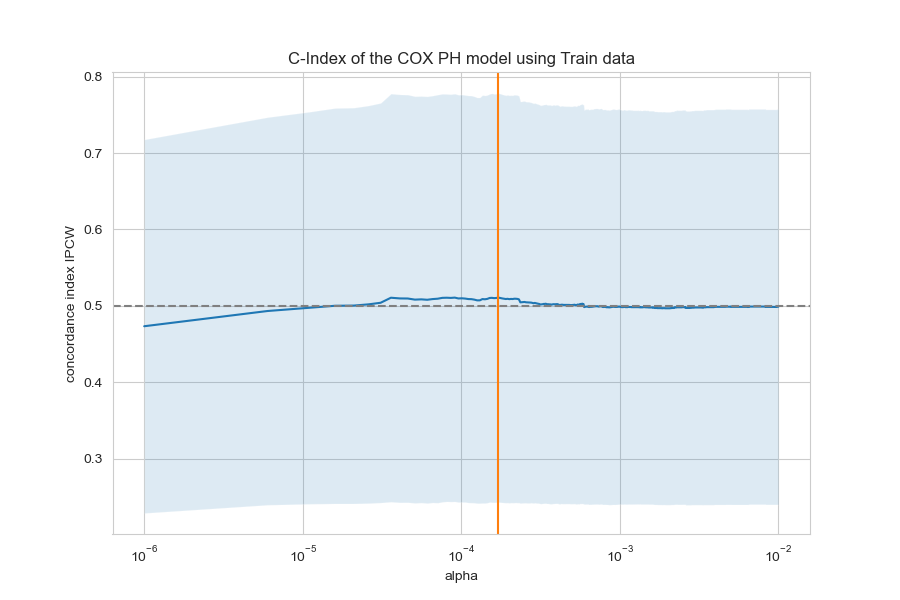 C-Index of the COX PH model using Train data
concordance index IPCW
0.8
0.7
0.6
0.5
0.4
0.3
10⁻⁶ 10⁻⁵ 10⁻⁴ 10⁻³ 10⁻²
alpha